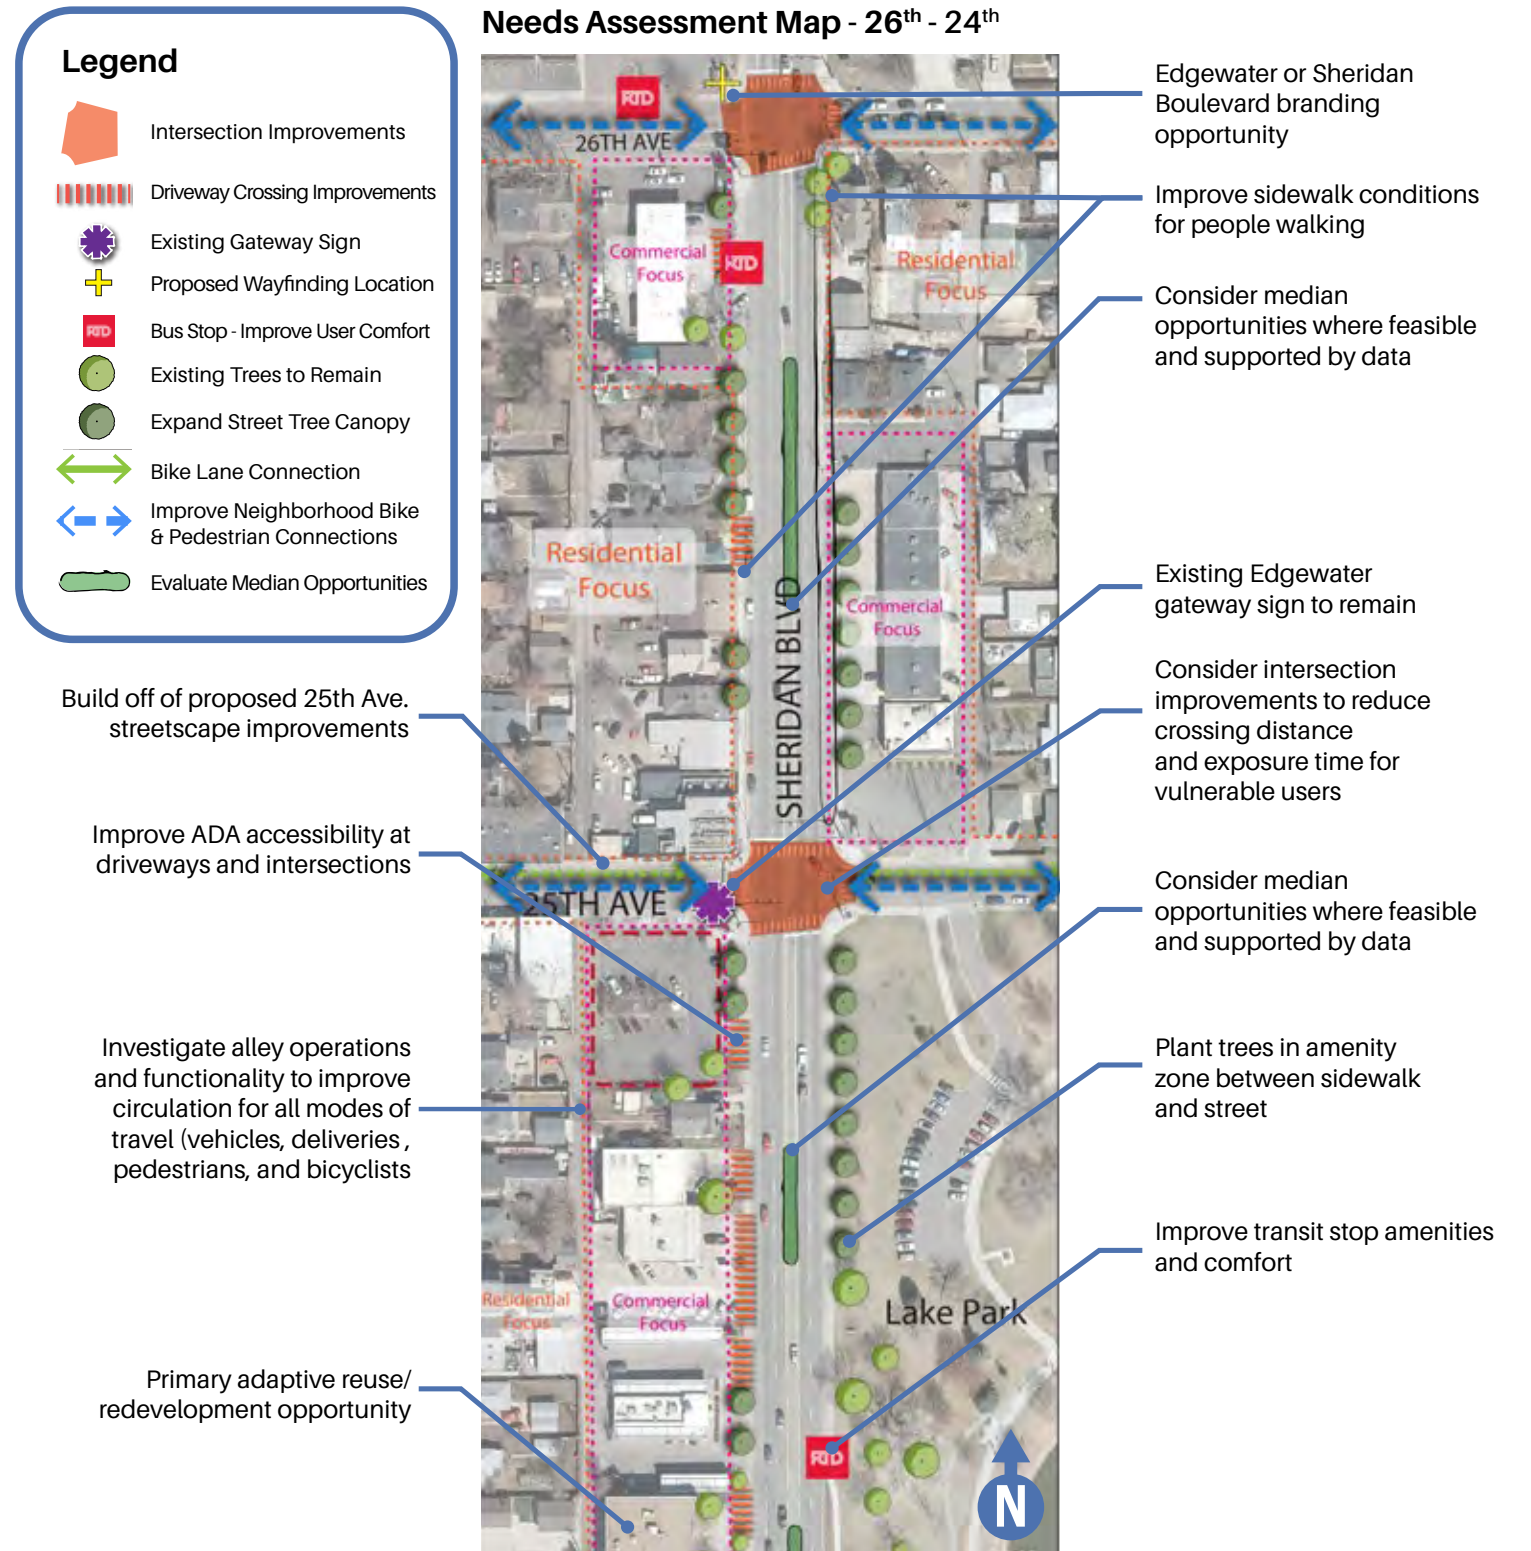 Needs Assessment Map - 26th - 24th
Legend
Intersection Improvements
Driveway Crossing Improvements
Existing Gateway Sign
Proposed Wayfinding Location
RTD
Bus Stop - Improve User Comfort
Existing Trees to Remain
Expand Street Tree Canopy
Bike Lane Connection
Improve Neighborhood Bike
& Pedestrian Connections
Evaluate Median Opportunities
Build off of proposed 25th Ave.
streetscape improvements
Improve ADA accessibility at
driveways and intersections
Investigate alley operations
and functionality to improve
circulation for all modes of
travel (vehicles, deliveries ,
pedestrians, and bicyclists
Primary adaptive reuse/
redevelopment opportunity
RTD
26TH AVE
Commercial
Focus
RTD
Residential
Focus
Residential
Focus
SHERIDAN BLVD
Commercial
Focus
25TH AVE
Residential
Focus
Commercial
Focus
Lake Park
RTD
N
Edgewater or Sheridan
Boulevard branding
opportunity
Improve sidewalk conditions
for people walking
Consider median
opportunities where feasible
and supported by data
Existing Edgewater
gateway sign to remain
Consider intersection
improvements to reduce
crossing distance
and exposure time for
vulnerable users
Consider median
opportunities where feasible
and supported by data
Plant trees in amenity
zone between sidewalk
and street
Improve transit stop amenities
and comfort